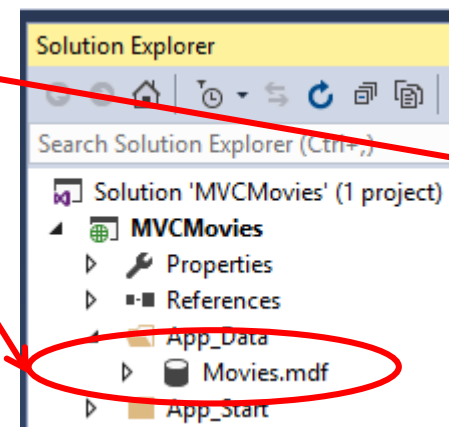 Solution Explorer
Search Solution Explorer (Ctrl+;)
Solution 'MVCMovies' (1 project)
MVCMovies
Properties
References
App_Data
Movies.mdf
App_Start